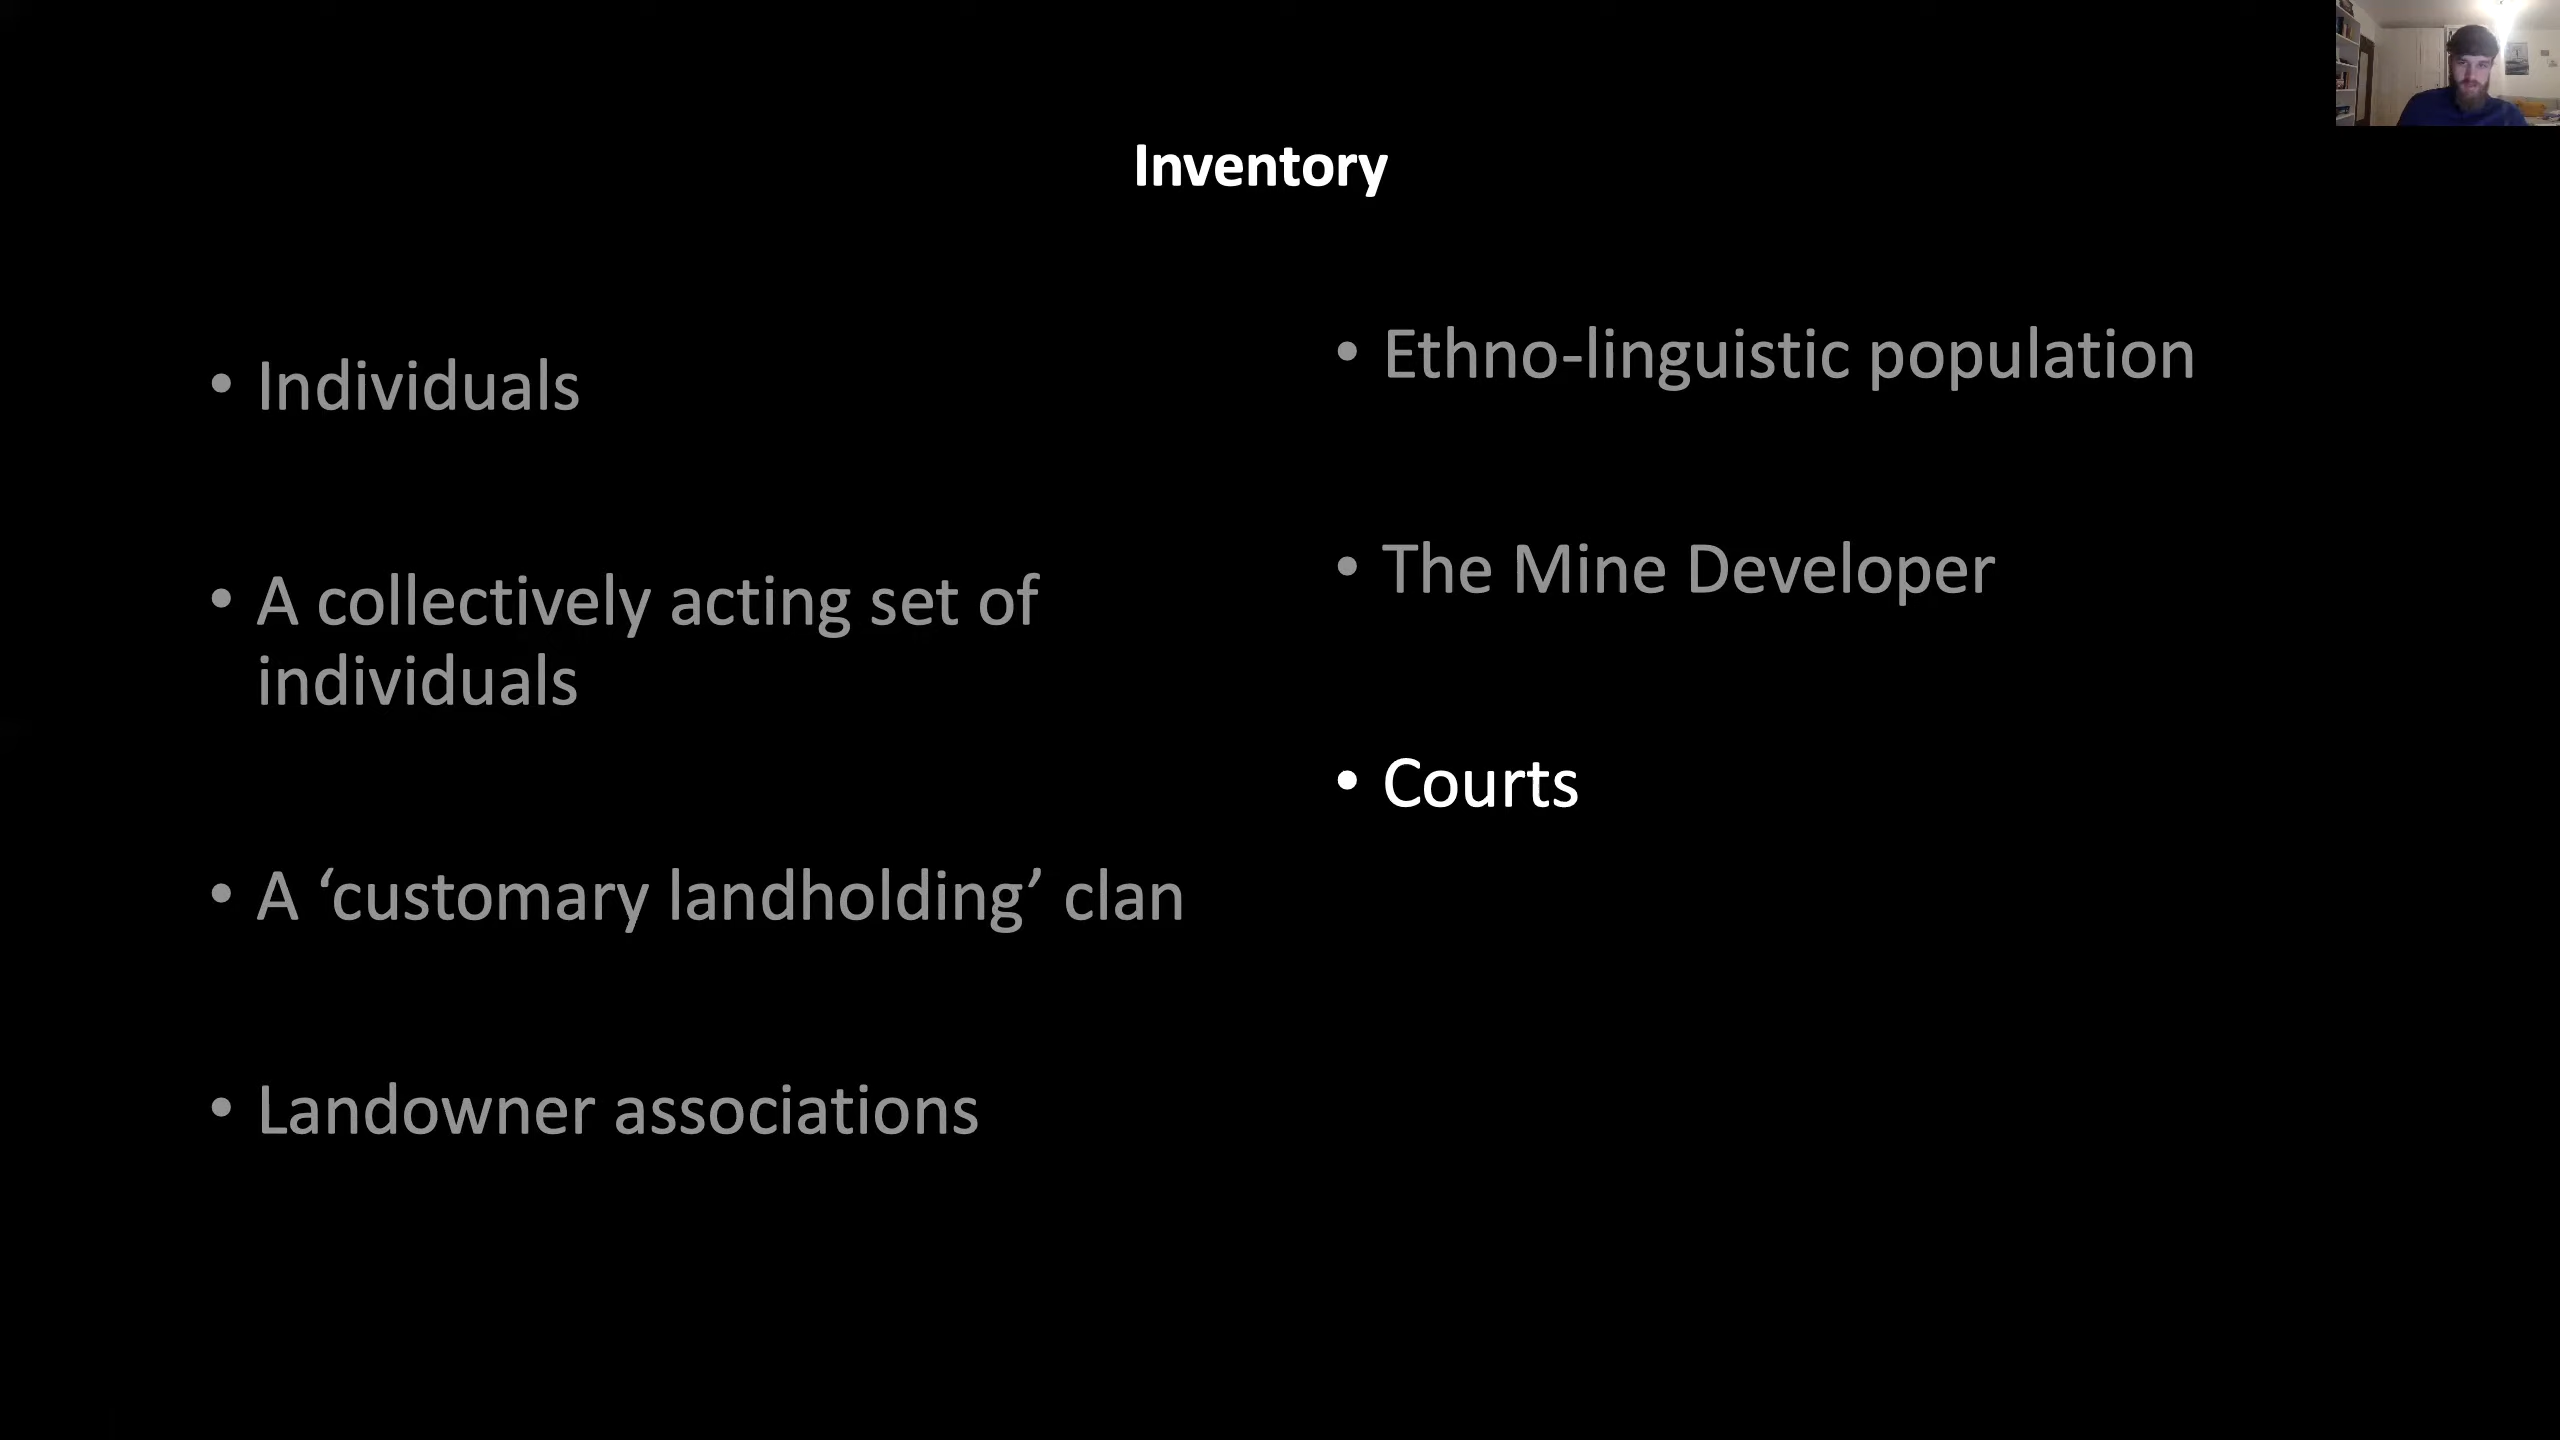 Inventory
• Individuals
• A collectively acting set of
individuals
• A ‘customary landholding’ clan
• Landowner associations
• Ethno-linguistic population
• The Mine Developer
• Courts